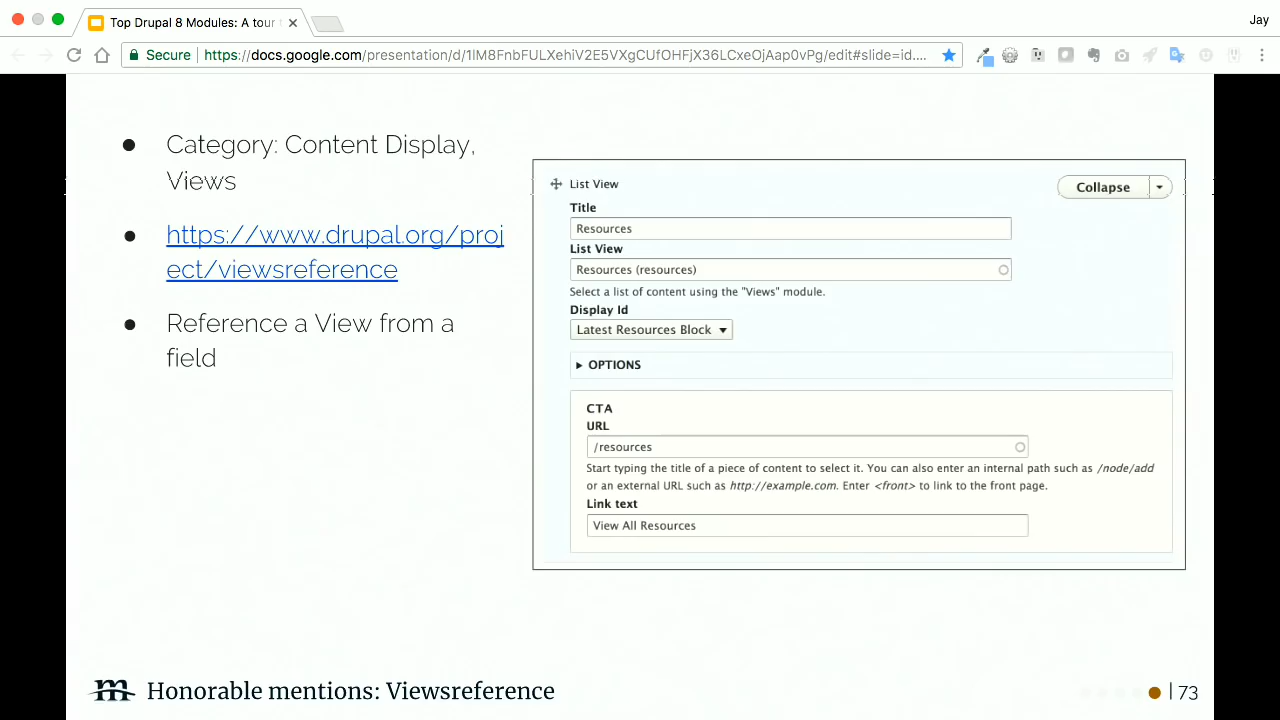 Top Drupal 8 Modules: A tour
Jay
Secure
https://docs.google.com/presentation/d/1IM8FnbFULXehiV2E5VXgCUfOHFjX36LCxeOjAap0vPg/edit#slide=id....
Category: Content Display,
Views
https://www.drupal.org/proj
ect/viewsreference
Reference a View from a
field
List View
Collapse
Title
Resources
List View
Resources (resources)
Select a list of content using the "Views" module.
Display Id
Latest Resources Block
OPTIONS
CTA
URL
/resources
Start typing the title of a piece of content to select it. You can also enter an internal path such as /node/add
or an external URL such as http://example.com. Enter <front> to link to the front page.
Link text
View All Resources
m Honorable mentions: Viewsreference
| 73